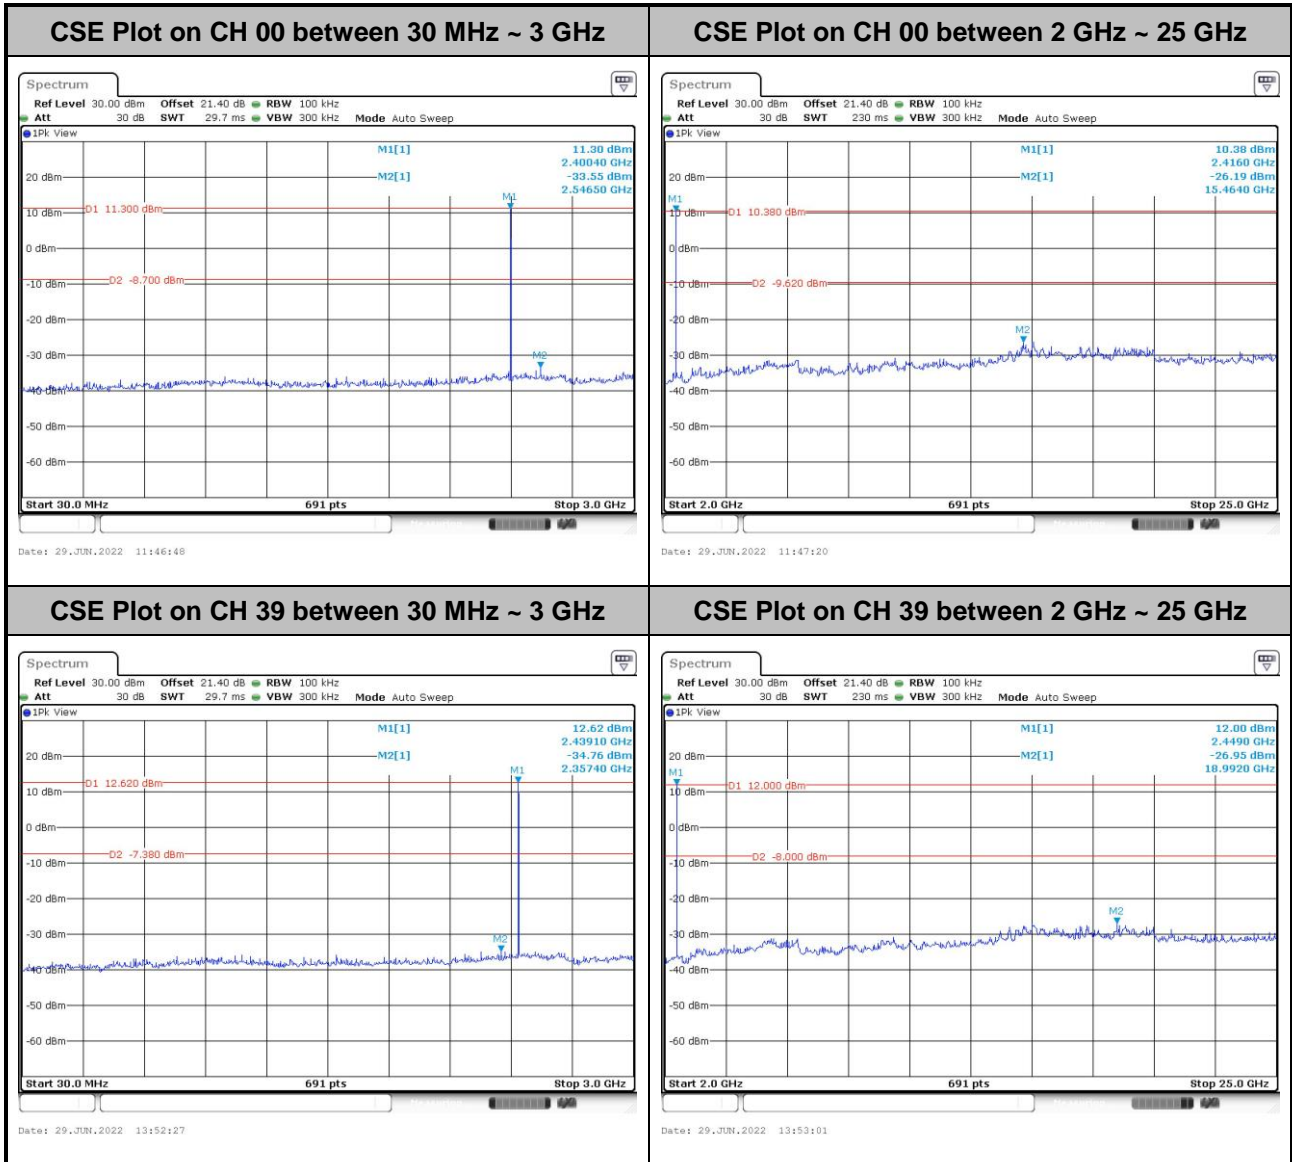 CSE Plot on CH 00 between 30 MHz ~ 3 GHz
Spectrum
Ref Level 30.00 dBm Offset 21.40 dB RBW 100 kHz
Att 30 dB SWT 29.7 ms VBW 300 kHz Mode Auto Sweep
1Pk View
M1[1] 11.30 dBm
2.40040 GHz
20 dBm M2[1] -33.55 dBm
2.54650 GHz
M1
10 dBm D1 11.300 dBm
0 dBm
-10 dBm D2 -8.700 dBm
-20 dBm
-30 dBm M2
-40 dBm
-50 dBm
-60 dBm
Start 30.0 MHz 691 pts Stop 3.0 GHz
Date: 29.JUN.2022 11:46:48
CSE Plot on CH 00 between 2 GHz ~ 25 GHz
Spectrum
Ref Level 30.00 dBm Offset 21.40 dB RBW 100 kHz
Att 30 dB SWT 230 ms VBW 300 kHz Mode Auto Sweep
1Pk View
M1[1] 10.38 dBm
2.4160 GHz
20 dBm M2[1] -26.19 dBm
15.4640 GHz
M1
10 dBm D1 10.380 dBm
0 dBm
-10 dBm D2 -9.620 dBm
-20 dBm
M2
-30 dBm
-40 dBm
-50 dBm
-60 dBm
Start 2.0 GHz 691 pts Stop 25.0 GHz
Date: 29.JUN.2022 11:47:20
CSE Plot on CH 39 between 30 MHz ~ 3 GHz
Spectrum
Ref Level 30.00 dBm Offset 21.40 dB RBW 100 kHz
Att 30 dB SWT 29.7 ms VBW 300 kHz Mode Auto Sweep
1Pk View
M1[1] 12.62 dBm
2.43910 GHz
20 dBm M2[1] -34.76 dBm
M1 2.35740 GHz
D1 12.620 dBm
10 dBm
0 dBm
D2 -7.380 dBm
-10 dBm
-20 dBm
-30 dBm M2
-40 dBm
-50 dBm
-60 dBm
Start 30.0 MHz 691 pts Stop 3.0 GHz
Date: 29.JUN.2022 13:52:27
CSE Plot on CH 39 between 2 GHz ~ 25 GHz
Spectrum
Ref Level 30.00 dBm Offset 21.40 dB RBW 100 kHz
Att 30 dB SWT 230 ms VBW 300 kHz Mode Auto Sweep
1Pk View
M1[1] 12.00 dBm
2.4490 GHz
20 dBm M2[1] -26.95 dBm
18.9920 GHz
M1
D1 12.000 dBm
10 dBm
0 dBm
D2 -8.000 dBm
-10 dBm
-20 dBm
M2
-30 dBm
-40 dBm
-50 dBm
-60 dBm
Start 2.0 GHz 691 pts Stop 25.0 GHz
Date: 29.JUN.2022 13:53:01